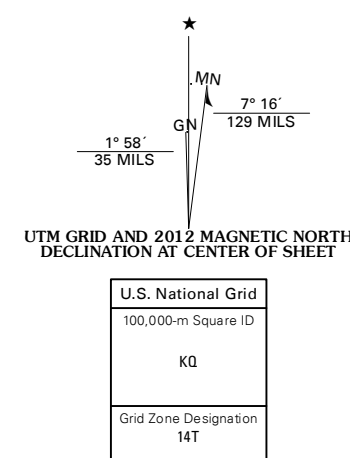 ★
MN
7° 16´
129 MILS
GN
1° 58´
35 MILS
UTM GRID AND 2012 MAGNETIC NORTH
DECLINATION AT CENTER OF SHEET
U.S. National Grid
100,000-m Square ID
KQ
Grid Zone Designation
14T